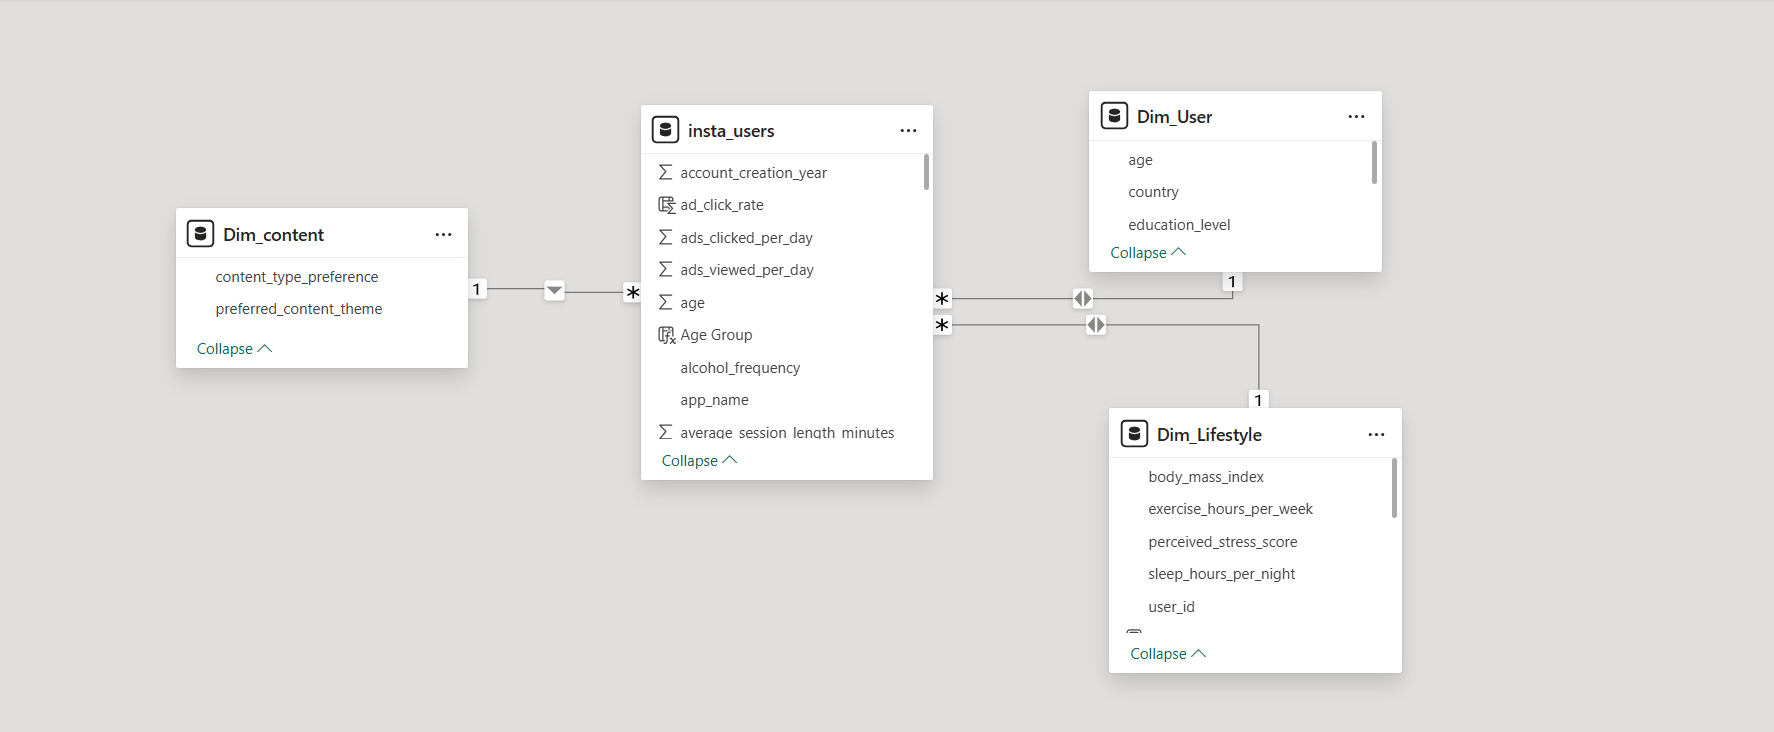 Dim_content
content_type_preference
preferred_content_theme
Collapse
1
*
insta_users
account_creation_year
ad_click_rate
ads_clicked_per_day
ads_viewed_per_day
age
Age Group
alcohol_frequency
app_name
average_session_length_minutes
Collapse
*
*
Dim_User
age
country
education_level
Collapse
1
1
Dim_Lifestyle
body_mass_index
exercise_hours_per_week
perceived_stress_score
sleep_hours_per_night
user_id
Collapse